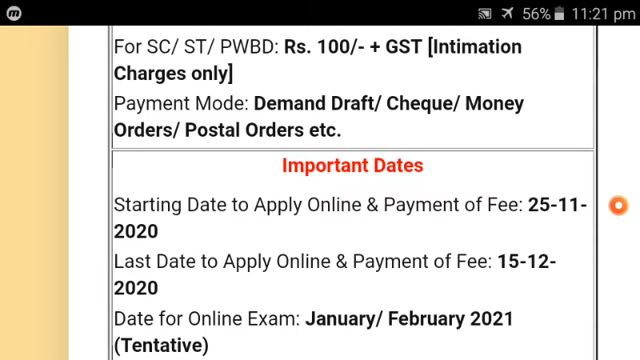 56% 11:21 pm
For SC/ ST/ PWBD: Rs. 100/- + GST [Intimation
Charges only]
Payment Mode: Demand Draft/ Cheque/ Money
Orders/ Postal Orders etc.
Important Dates
Starting Date to Apply Online & Payment of Fee: 25-11-
2020
Last Date to Apply Online & Payment of Fee: 15-12-
2020
Date for Online Exam: January/ February 2021
(Tentative)